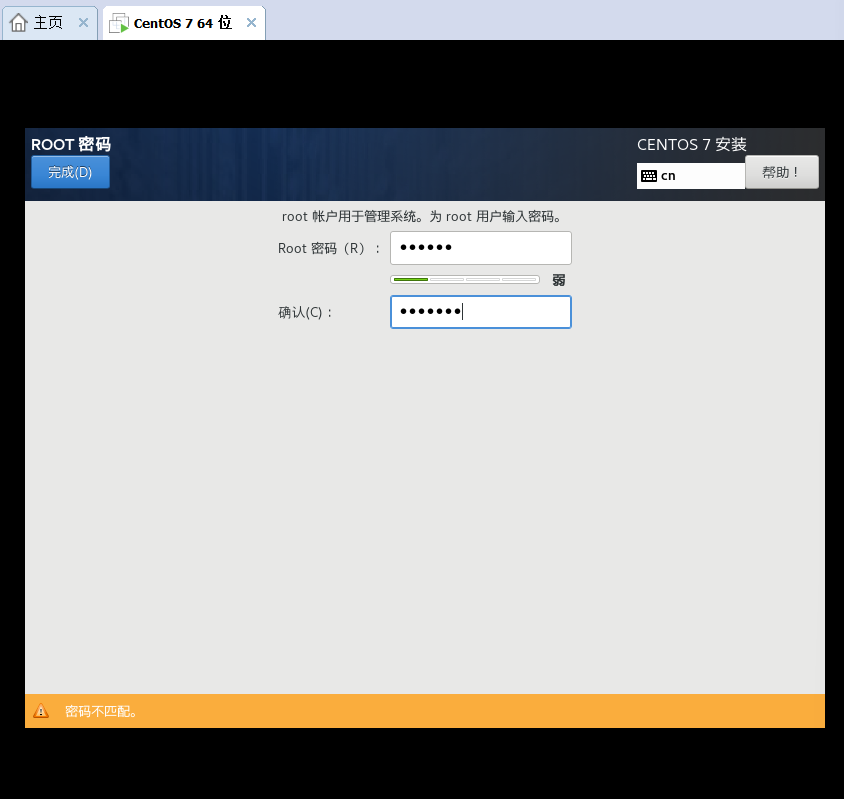 主页 CentOS 7 64 位
ROOT 密码 CENTOS 7 安装
完成(D) cn 帮助！
root 帐户用于管理系统。为 root 用户输入密码。
Root 密码（R）： ●●●●●●
弱
确认(C)： ●●●●●●●
密码不匹配。